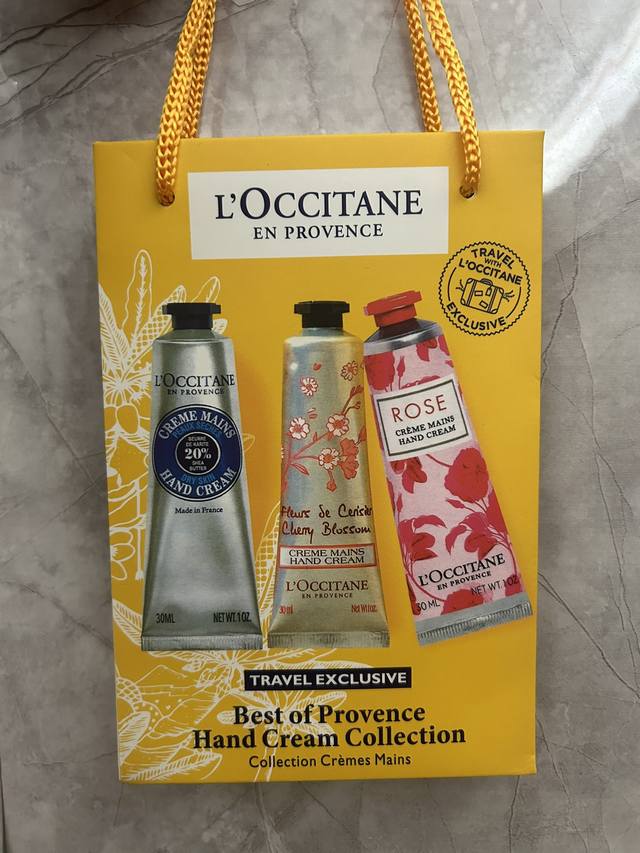 L'OCCITANE
EN PROVENCE
TRAVEL
WITH
L'OCCITANE
EXCLUSIVE
L'OCCITANE
EN PROVENCE
CRÈME MAINS
PEAUX SÈCHES
BEURRE
DE KARITÉ
20%
SHEA
BUTTER
DRY SKIN
HAND CREAM
Made in France
30ML NET WT. 1 OZ.
Fleurs de Cerisier
Cherry Blossom
CREME MAINS
HAND CREAM
L'OCCITANE
EN PROVENCE
30 ml Net Wt 1 oz.
ROSE
CRÈME MAINS
HAND CREAM
L'OCCITANE
EN PROVENCE
30 ML NET WT. 1 OZ.
TRAVEL EXCLUSIVE
Best of Provence
Hand Cream Collection
Collection Crèmes Mains